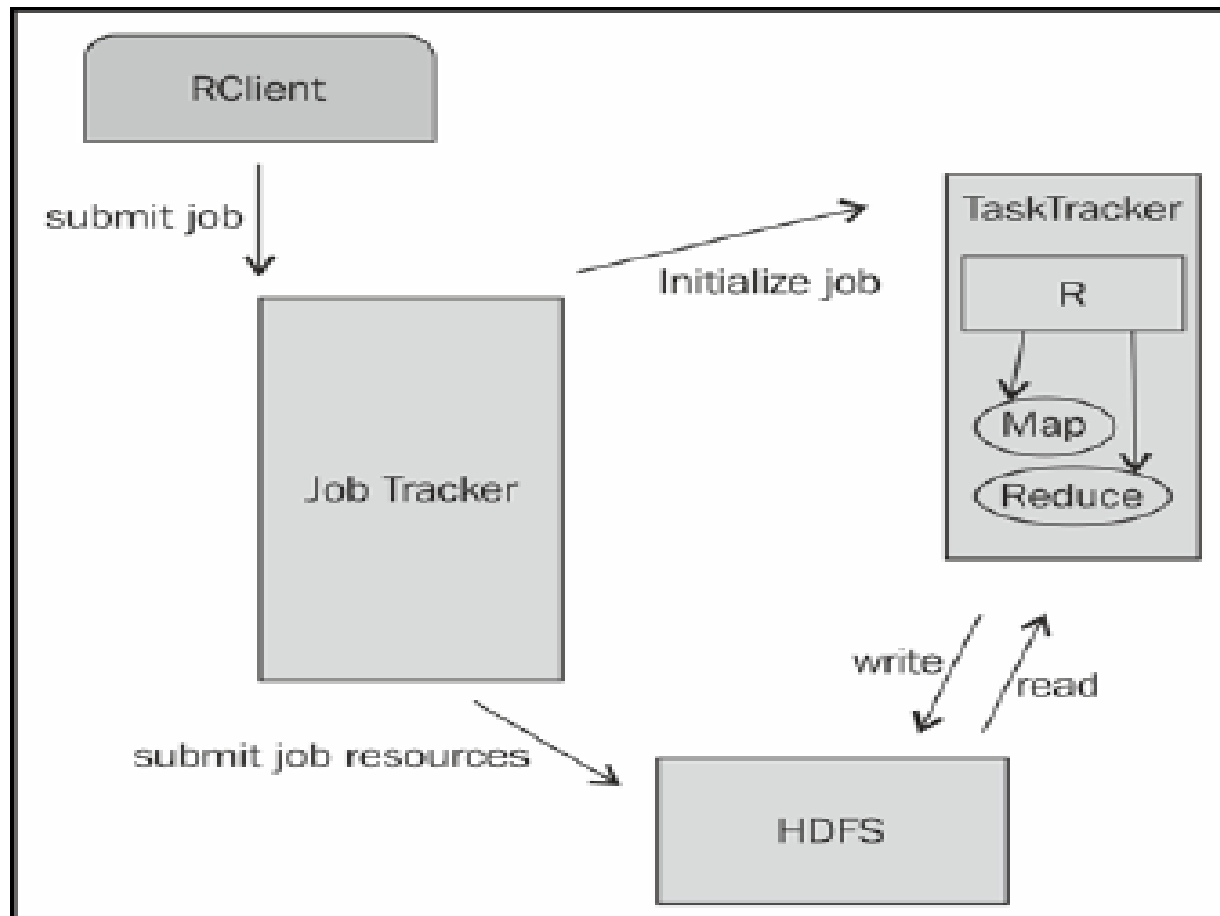 RClient
submit job
TaskTracker
Initialize job
R
Map
Job Tracker
Reduce
write
read
submit job resources
HDFS